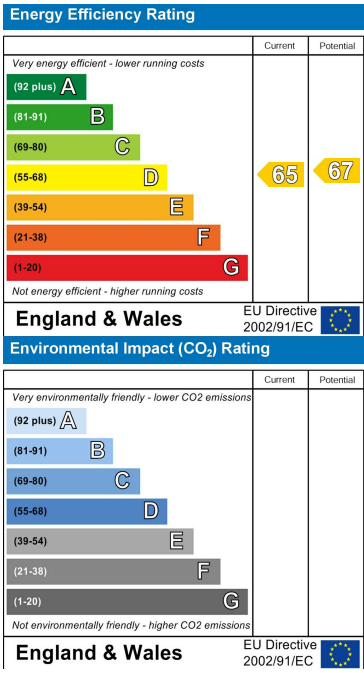 Energy Efficiency Rating
Current Potential
Very energy efficient - lower running costs
(92 plus) A
(81-91) B
(69-80) C
(55-68) D
65 67
(39-54) E
(21-38) F
(1-20) G
Not energy efficient - higher running costs
England & Wales
EU Directive
2002/91/EC
Environmental Impact (CO₂) Rating
Current Potential
Very environmentally friendly - lower CO2 emissions
(92 plus) A
(81-91) B
(69-80) C
(55-68) D
(39-54) E
(21-38) F
(1-20) G
Not environmentally friendly - higher CO2 emissions
England & Wales
EU Directive
2002/91/EC